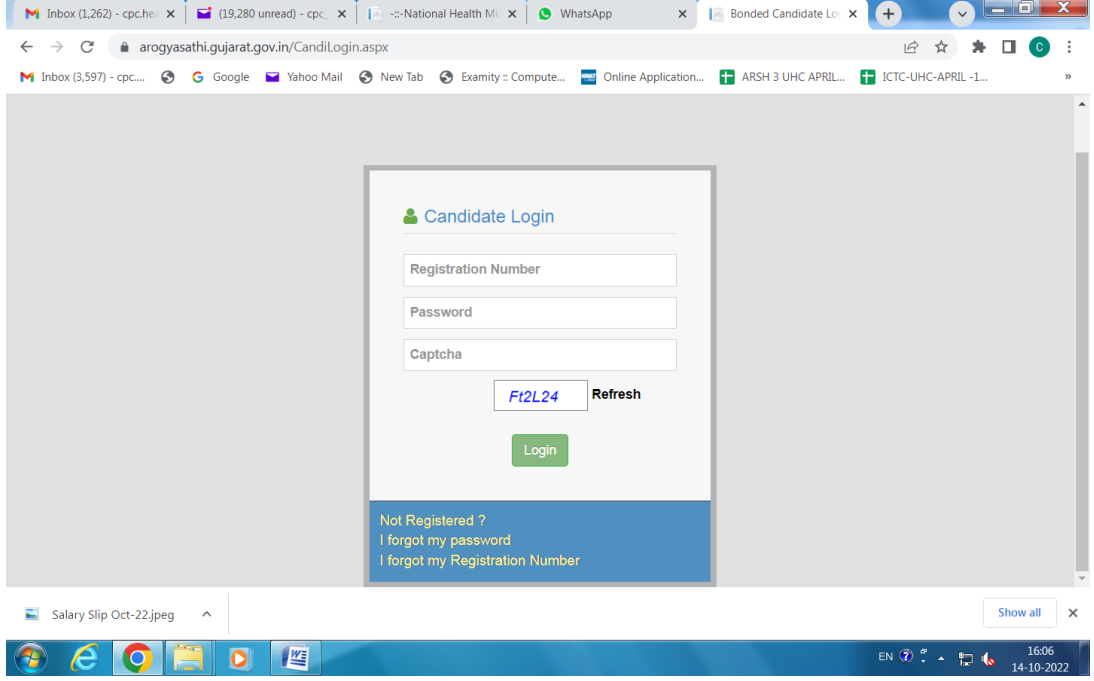 Inbox (1,262) - cpc.he
(19,280 unread) - cpc_
-::-National Health Mi
WhatsApp
Bonded Candidate Lo
arogyasathi.gujarat.gov.in/CandiLogin.aspx
C
Inbox (3,597) - cpc....
Google
Yahoo Mail
New Tab
Examity :: Compute...
Online Application...
ARSH 3 UHC APRIL...
ICTC-UHC-APRIL -1...
»
Candidate Login
Registration Number
Password
Captcha
Ft2L24 Refresh
Login
Not Registered ?
I forgot my password
I forgot my Registration Number
Salary Slip Oct-22.jpeg
Show all
EN
16:06
14-10-2022